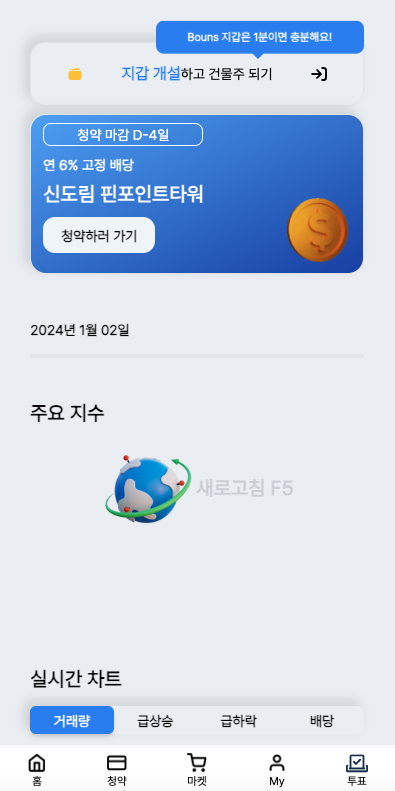 Bouns 지갑은 1분이면 충분해요!
지갑 개설하고 건물주 되기
청약 마감 D-4일
연 6% 고정 배당
신도림 핀포인트타워
청약하러 가기
2024년 1월 02일
주요 지수
새로고침 F5
실시간 차트
거래량 급상승 급하락 배당
홈 청약 마켓 My 투표